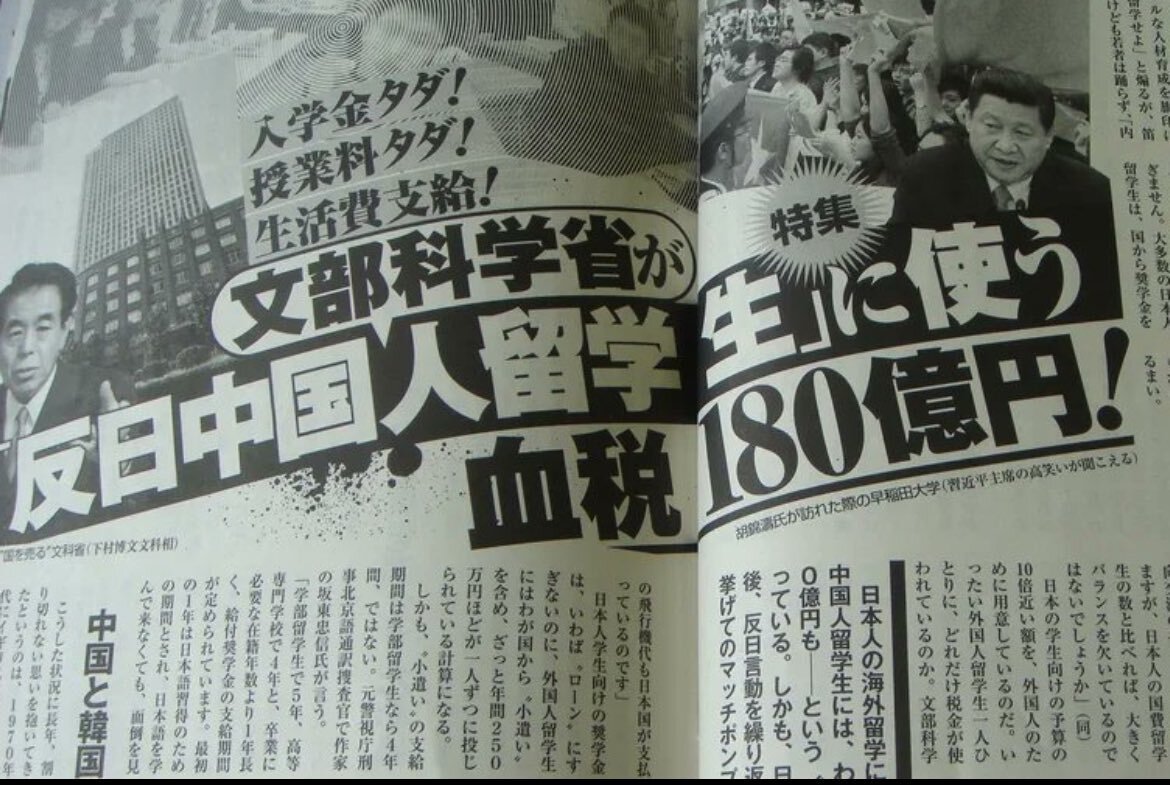 留学せよ」と煽るが、笛
けども若者は踊らず、「内
ぎません。大多数の日本人
留学生は、国から奨学金を
るまい。
入学金タダ!
授業料タダ!
生活費支給!
特集
文部科学省が
「反日中国人留学生」に使う
血税180億円!
胡錦濤氏が訪れた際の早稲田大学(習近平主席の高笑いが聞こえる)
"国を売る"文科省(下村博文文科相)
日本人の海外留学に
中国人留学生には、わ
0億円も――という
っている。しかも、日
後、反日言動を繰り返
挙げてのマッチポンプ
ますが、日本人の国費留学
生の数と比べれば、大きく
バランスを欠いているので
はないでしょうか」(同)
日本の学生向けの予算の
10倍近い額を、外国人のた
めに用意しているのだ。い
ったい外国人留学生一人ひ
とりに、どれだけ税金が使
われているのか。文部科学
の飛行機代も日本国が支払
っているのです」
日本人学生向けの奨学金
は、いわば〝ローン〟にす
ぎないのに、外国人留学生
にはわが国から〝小遣い〟
を含め、ざっと年間250
万円ほどが一人ずつに投じ
られている計算になる。
しかも、〝小遣い〟の支給
期間は学部留学生なら4年
間、ではない。元警視庁刑
事北京語通訳捜査官で作家
の坂東忠信氏が言う。
「学部留学生で5年、高等
専門学校で4年と、卒業に
必要な在籍年数より1年長
く、給付奨学金の支給期間
が定められています。最初
の1年は日本語習得のため
の期間とされ、日本語を学
んで来なくても、面倒を見
中国と韓国
こうした状況に長年、割
り切れない思いを抱いてき
たというのは、1970年